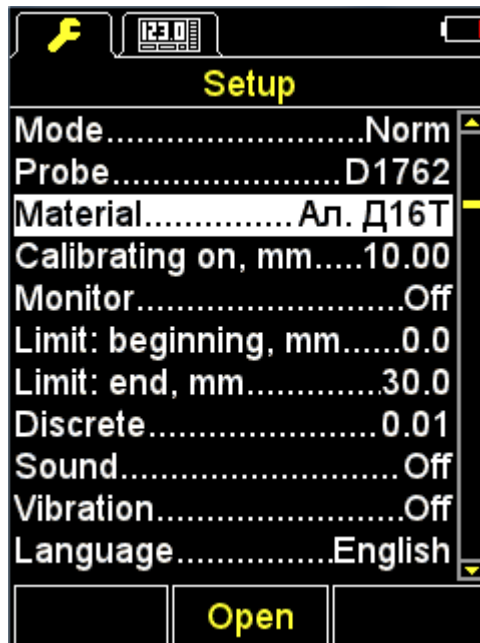 123.0
Setup
Mode..........................Norm
Probe.....................D1762
Material............... Ал. Д16Т
Calibrating on, mm.....10.00
Monitor..........................Off
Limit: beginning, mm......0.0
Limit: end, mm..............30.0
Discrete.......................0.01
Sound.......................... Off
Vibration........................Off
Language................English
Open